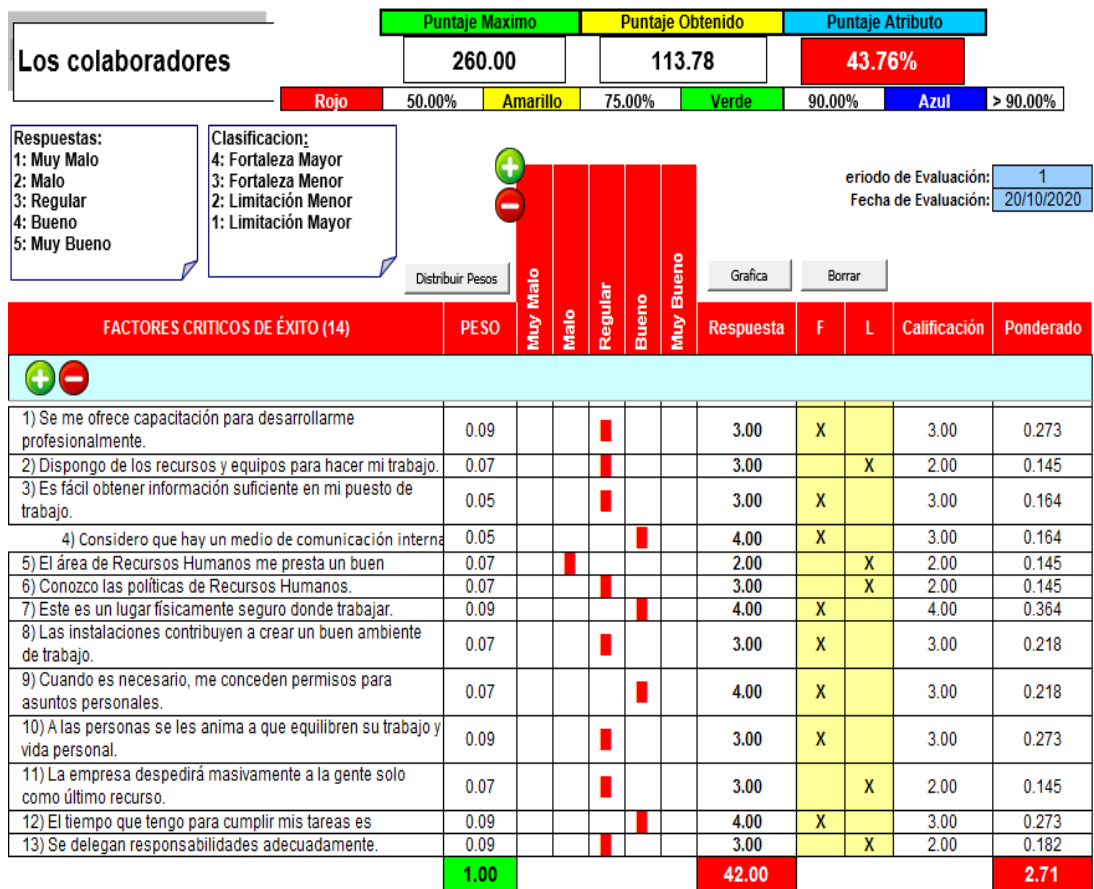 Puntaje Maximo Puntaje Obtenido Puntaje Atributo
Los colaboradores 260.00 113.78 43.76%
Rojo 50.00% Amarillo 75.00% Verde 90.00% Azul > 90.00%
Respuestas:
1: Muy Malo
2: Malo
3: Regular
4: Bueno
5: Muy Bueno
Clasificacion:
4: Fortaleza Mayor
3: Fortaleza Menor
2: Limitación Menor
1: Limitación Mayor
eriodo de Evaluación: 1
Fecha de Evaluación: 20/10/2020
Distribuir Pesos
Grafica
Borrar
FACTORES CRITICOS DE ÉXITO (14) PESO Muy Malo Malo Regular Bueno Muy Bueno Respuesta F L Calificación Ponderado
1) Se me ofrece capacitación para desarrollarme
profesionalmente. 0.09 3.00 X 3.00 0.273
2) Dispongo de los recursos y equipos para hacer mi trabajo. 0.07 3.00 X 2.00 0.145
3) Es fácil obtener información suficiente en mi puesto de
trabajo. 0.05 3.00 X 3.00 0.164
4) Considero que hay un medio de comunicación interna 0.05 4.00 X 3.00 0.164
5) El área de Recursos Humanos me presta un buen 0.07 2.00 X 2.00 0.145
6) Conozco las políticas de Recursos Humanos. 0.07 3.00 X 2.00 0.145
7) Este es un lugar físicamente seguro donde trabajar. 0.09 4.00 X 4.00 0.364
8) Las instalaciones contribuyen a crear un buen ambiente
de trabajo. 0.07 3.00 X 3.00 0.218
9) Cuando es necesario, me conceden permisos para
asuntos personales. 0.07 4.00 X 3.00 0.218
10) A las personas se les anima a que equilibren su trabajo y
vida personal. 0.09 3.00 X 3.00 0.273
11) La empresa despedirá masivamente a la gente solo
como último recurso. 0.07 3.00 X 2.00 0.145
12) El tiempo que tengo para cumplir mis tareas es 0.09 4.00 X 3.00 0.273
13) Se delegan responsabilidades adecuadamente. 0.09 3.00 X 2.00 0.182
1.00 42.00 2.71